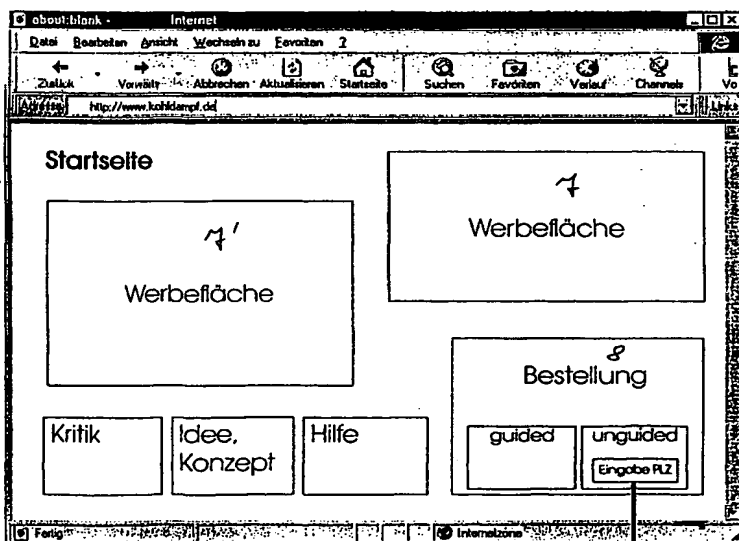 about:blank - Internet
Datei Bearbeiten Ansicht Wechseln zu Favoriten ?
Zurück Vorwärts Abbrechen Aktualisieren Startseite Suchen Favoriten Verlauf Channels Vo
Adresse http://www.kohldampf.de Links
Startseite
7
Werbefläche
7'
Werbefläche
8
Bestellung
Kritik Idee, Hilfe guided unguided
Konzept Eingabe PLZ
Fertig Internetzone